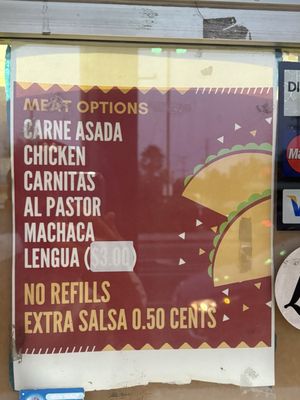 MEAT OPTIONS
CARNE ASADA
CHICKEN
CARNITAS
AL PASTOR
MACHACA
LENGUA ($3.00)
NO REFILLS
EXTRA SALSA 0.50 CENTS